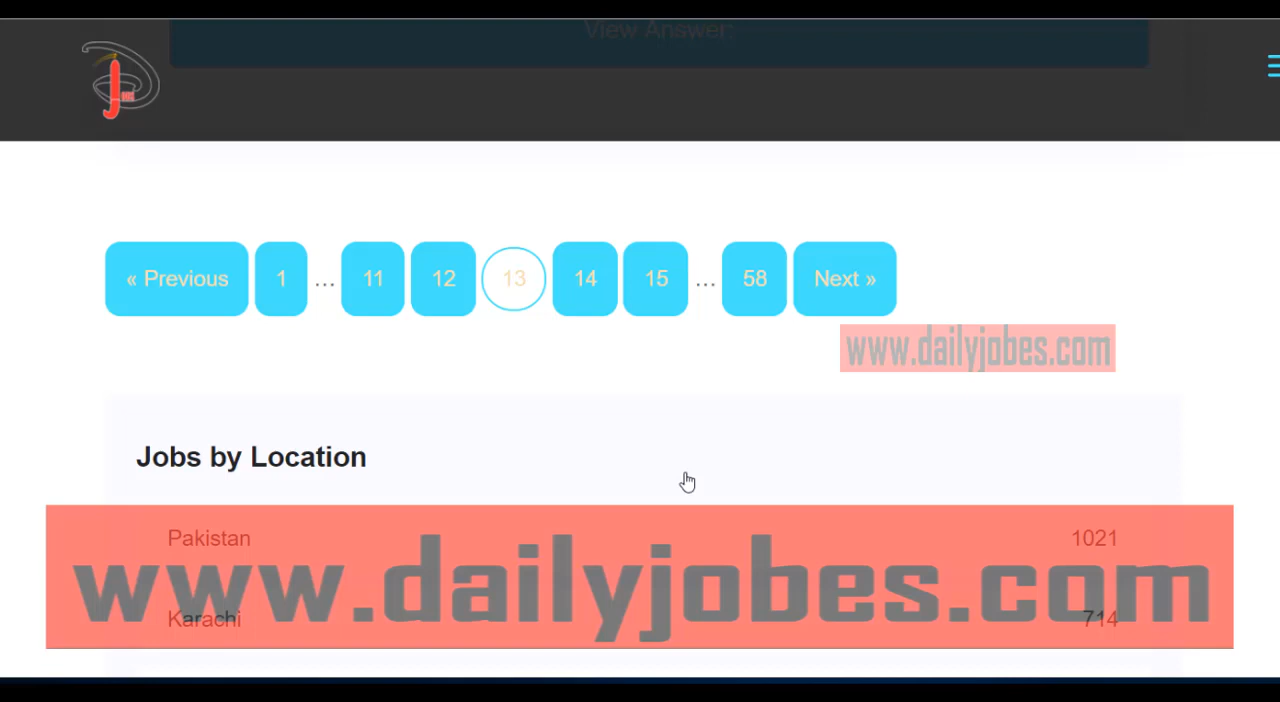 View Answer:
« Previous 1 ... 11 12 13 14 15 ... 58 Next »
www.dailyjobes.com
Jobs by Location
Pakistan 1021
www.dailyjobes.com
Karachi 714